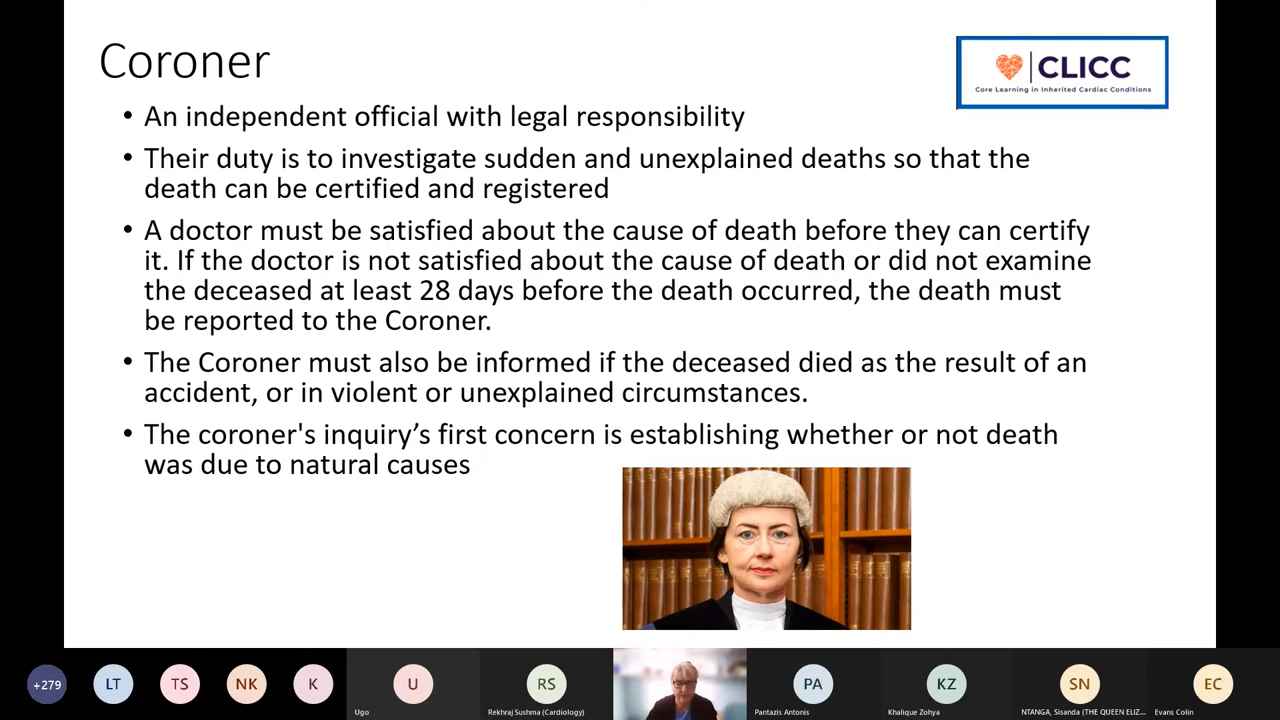 Coroner
CLICC
Core Learning in Inherited Cardiac Conditions
• An independent official with legal responsibility
• Their duty is to investigate sudden and unexplained deaths so that the
death can be certified and registered
• A doctor must be satisfied about the cause of death before they can certify
it. If the doctor is not satisfied about the cause of death or did not examine
the deceased at least 28 days before the death occurred, the death must
be reported to the Coroner.
• The Coroner must also be informed if the deceased died as the result of an
accident, or in violent or unexplained circumstances.
• The coroner's inquiry’s first concern is establishing whether or not death
was due to natural causes
+279
LT
TS
NK
K
U
RS
PA
KZ
SN
EC
Ugo
Rekhraj Sushma (Cardiology)
Pantazis Antonis
Khalique Zohya
NTANGA, Sisanda (THE QUEEN ELIZ...
Evans Colin